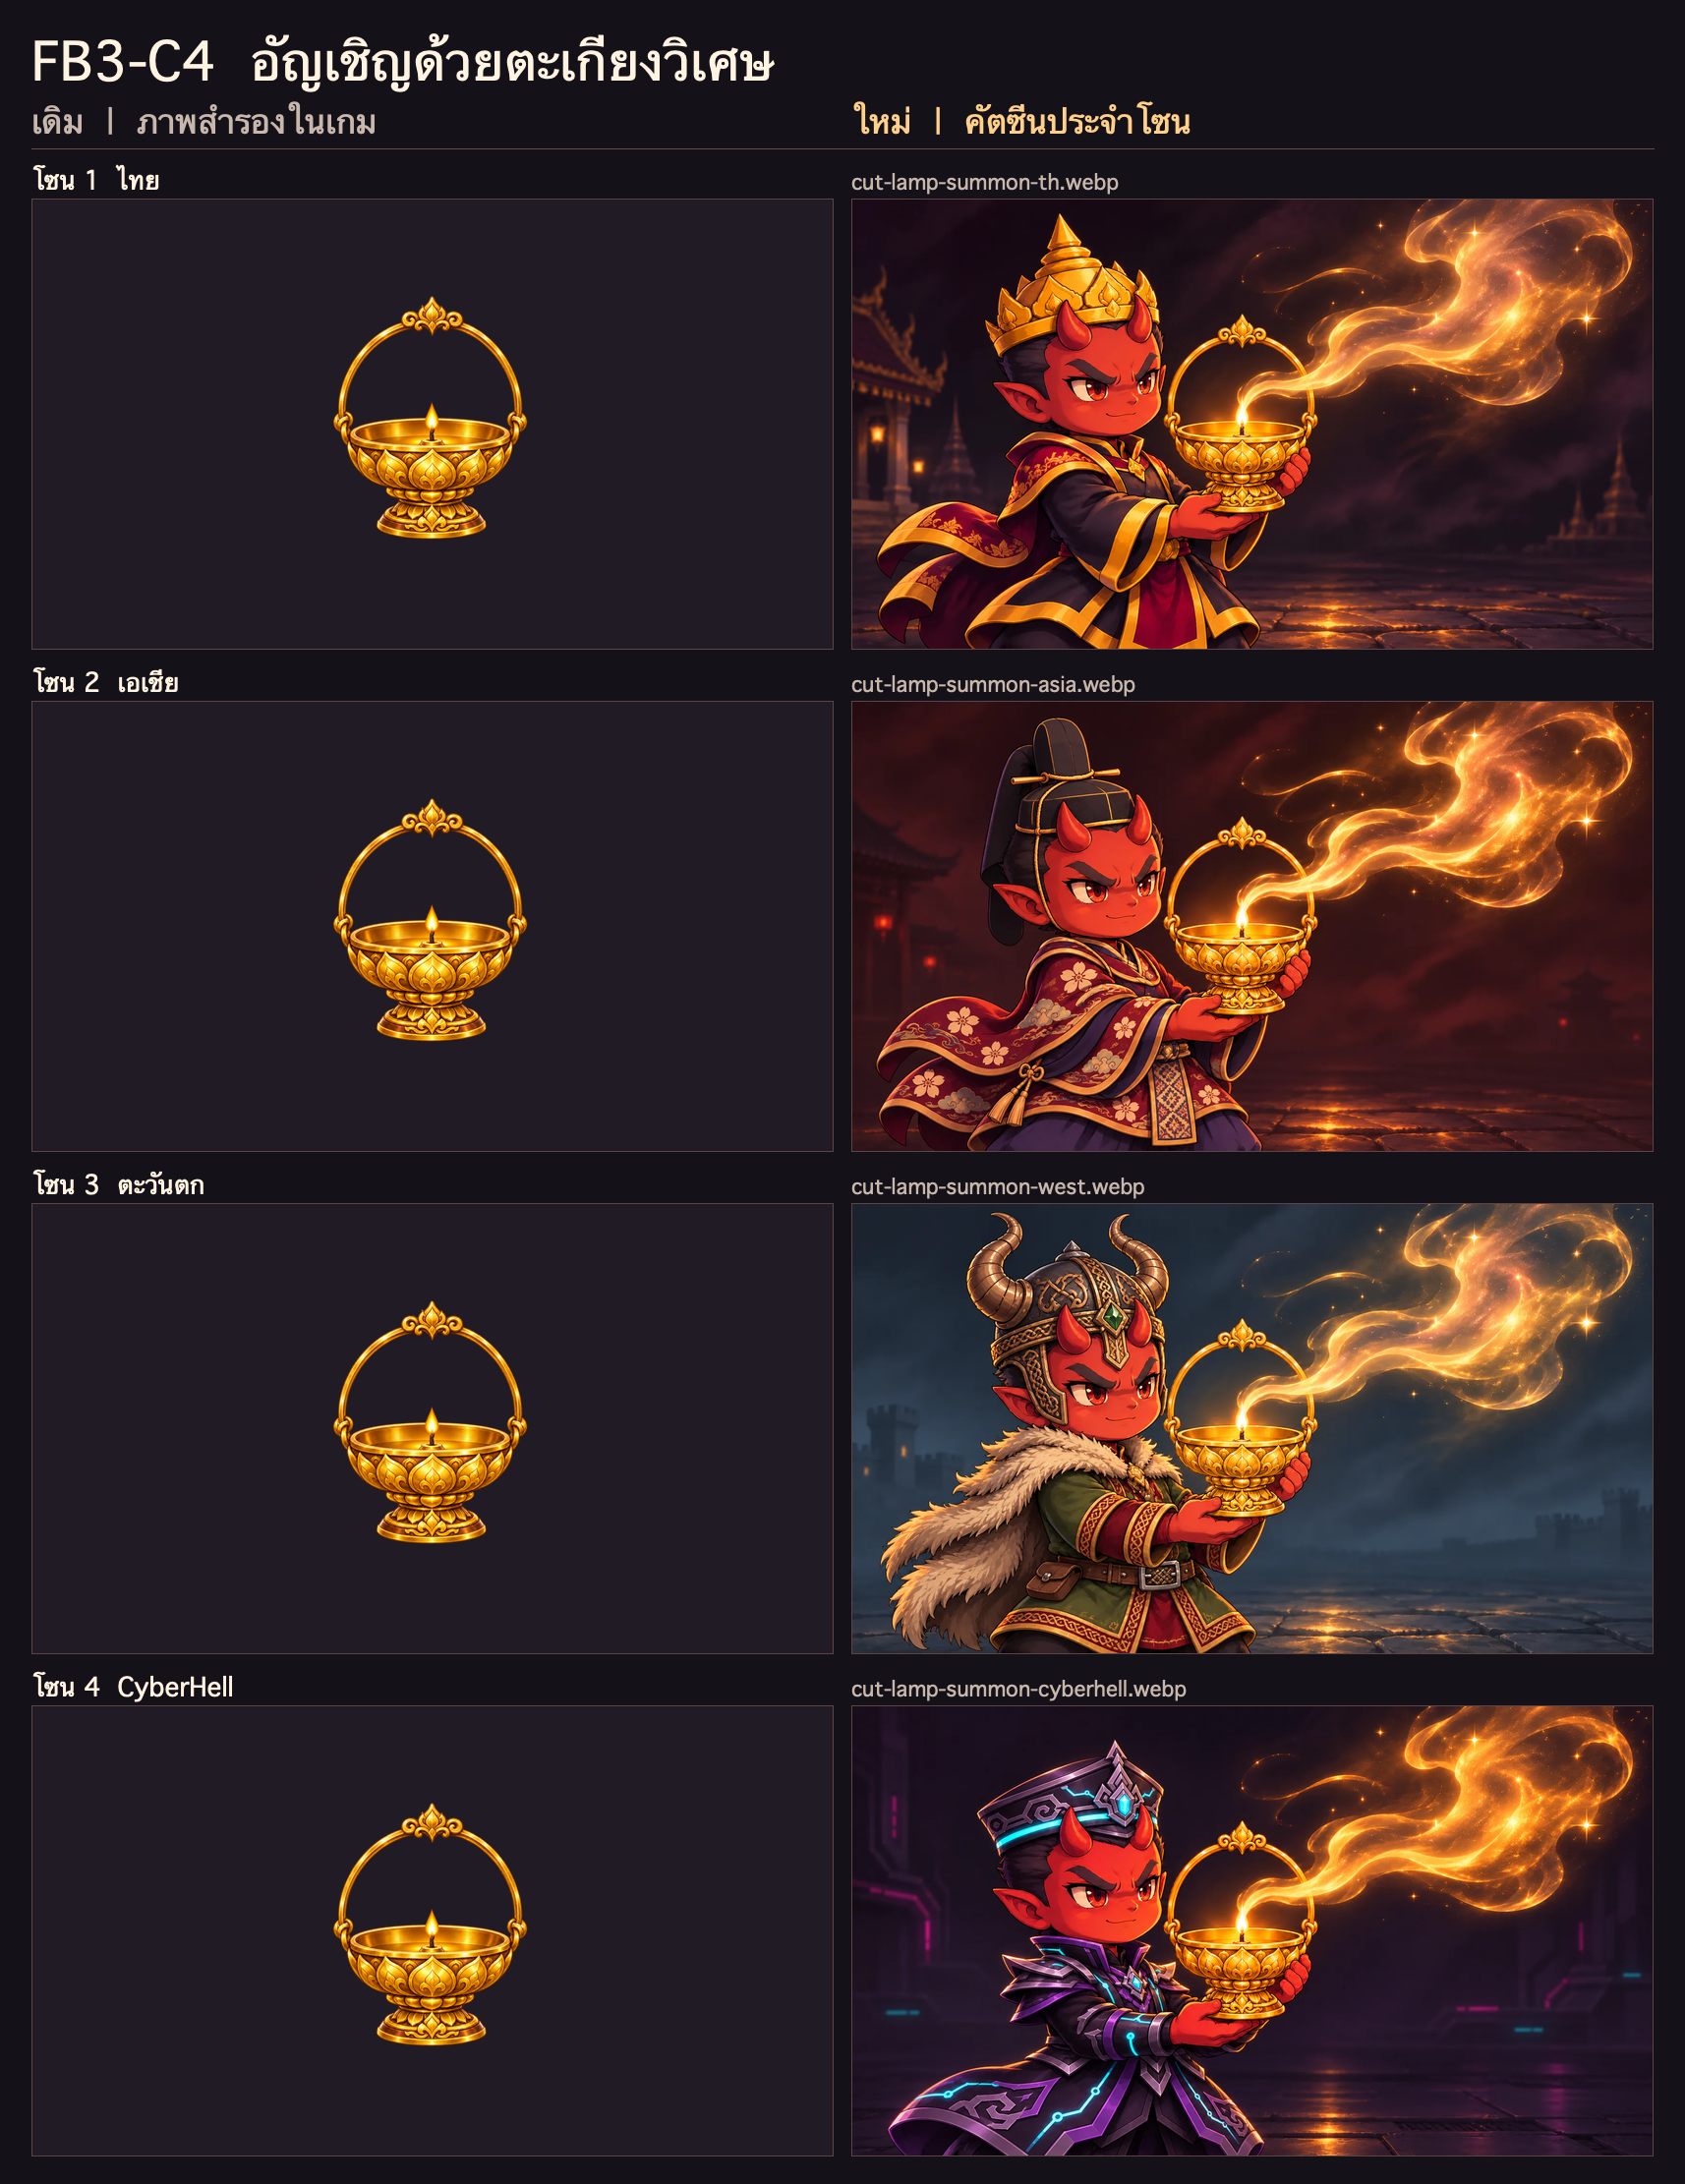 FB3-C4 อัญเชิญด้วยตะเกียงวิเศษ
เดิม | ภาพสำรองในเกม
ใหม่ | คัตซีนประจำโซน
โซน 1 ไทย
cut-lamp-summon-th.webp
โซน 2 เอเชีย
cut-lamp-summon-asia.webp
โซน 3 ตะวันตก
cut-lamp-summon-west.webp
โซน 4 CyberHell
cut-lamp-summon-cyberhell.webp